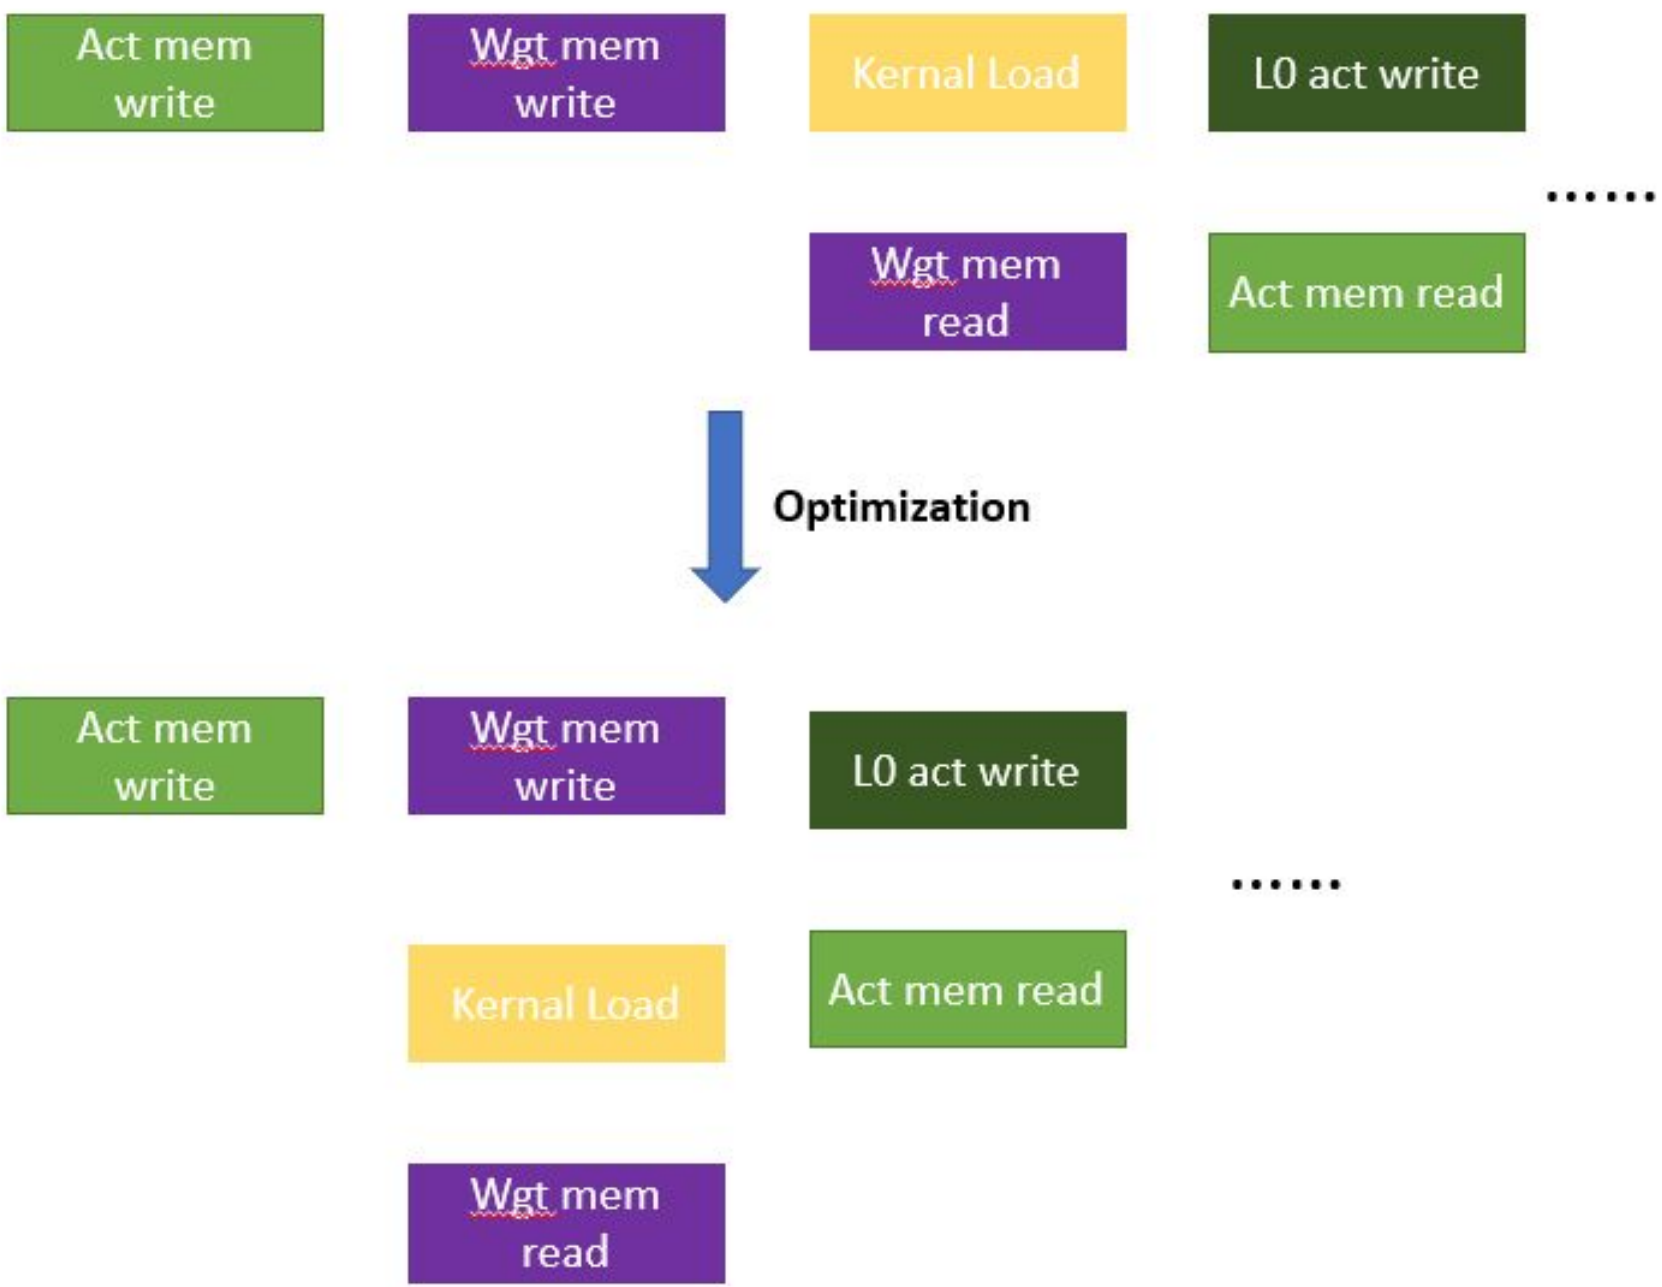 Act mem
write
Wgt mem
write
Kernal Load
L0 act write
......
Wgt mem
read
Act mem read
Optimization
Act mem
write
Wgt mem
write
L0 act write
......
Kernal Load
Act mem read
Wgt mem
read